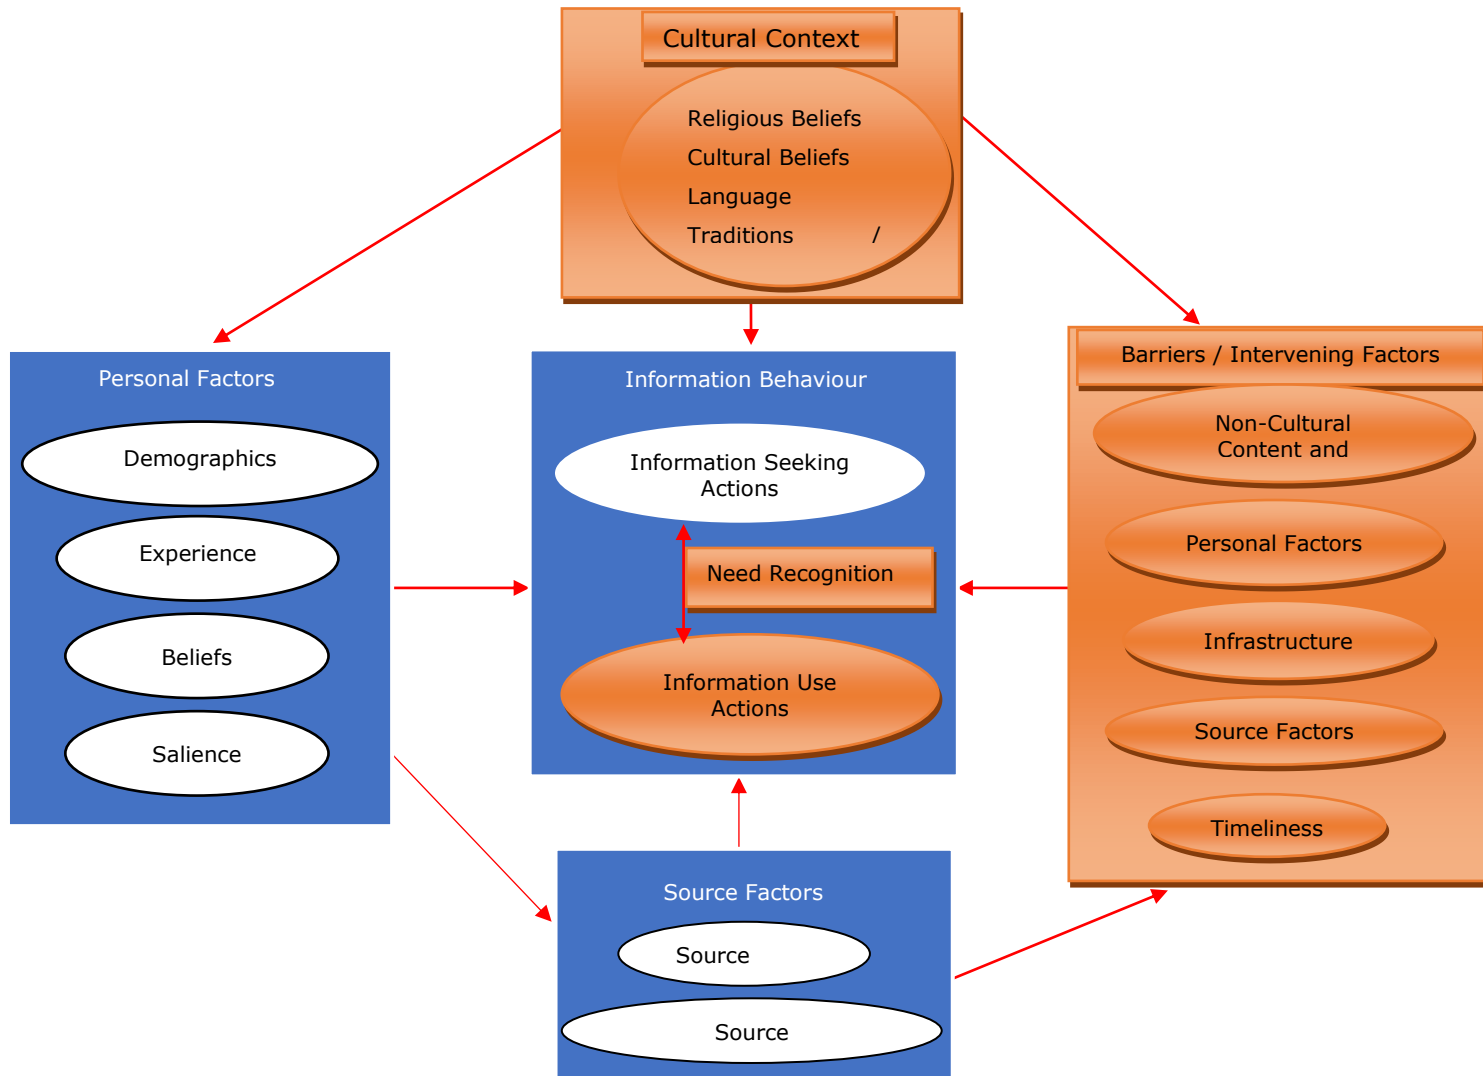 Cultural Context
Religious Beliefs
Cultural Beliefs
Language
Traditions /
Personal Factors
Demographics
Experience
Beliefs
Salience
Information Behaviour
Information Seeking
Actions
Need Recognition
Information Use
Actions
Barriers / Intervening Factors
Non-Cultural
Content and
Personal Factors
Infrastructure
Source Factors
Timeliness
Source Factors
Source
Source